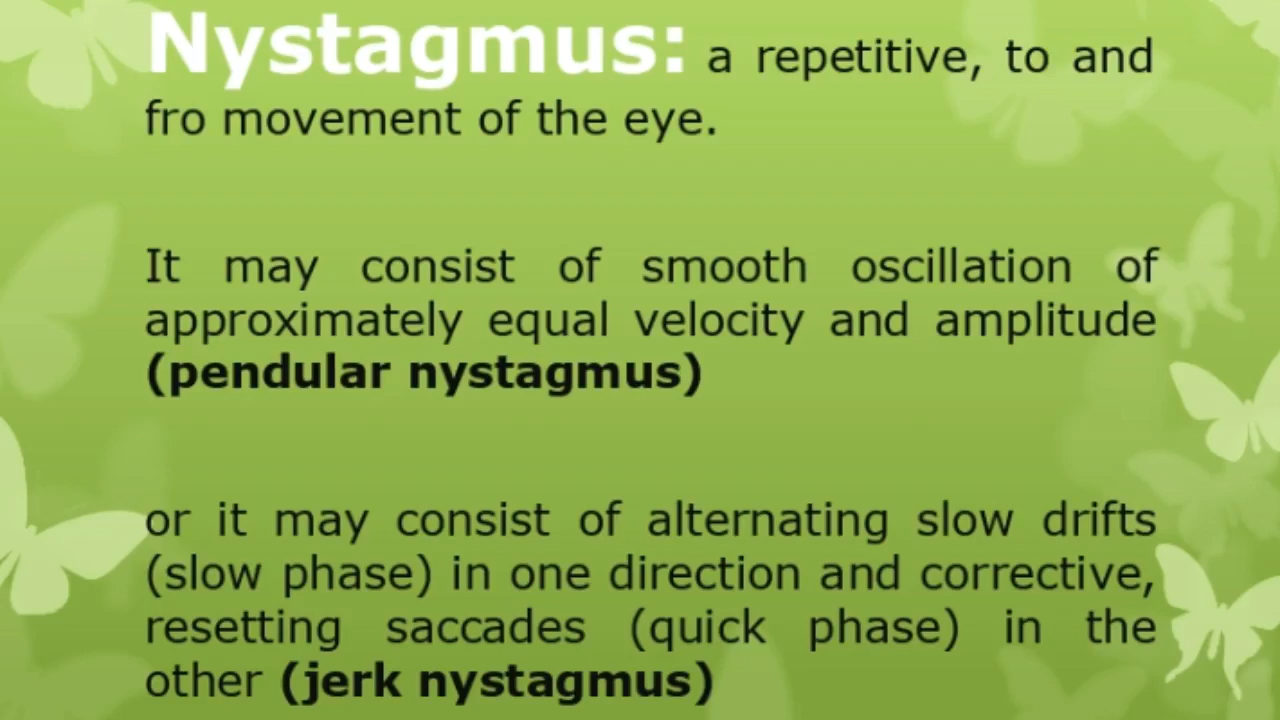 Nystagmus: a repetitive, to and
fro movement of the eye.
It may consist of smooth oscillation of
approximately equal velocity and amplitude
(pendular nystagmus)
or it may consist of alternating slow drifts
(slow phase) in one direction and corrective,
resetting saccades (quick phase) in the
other (jerk nystagmus)